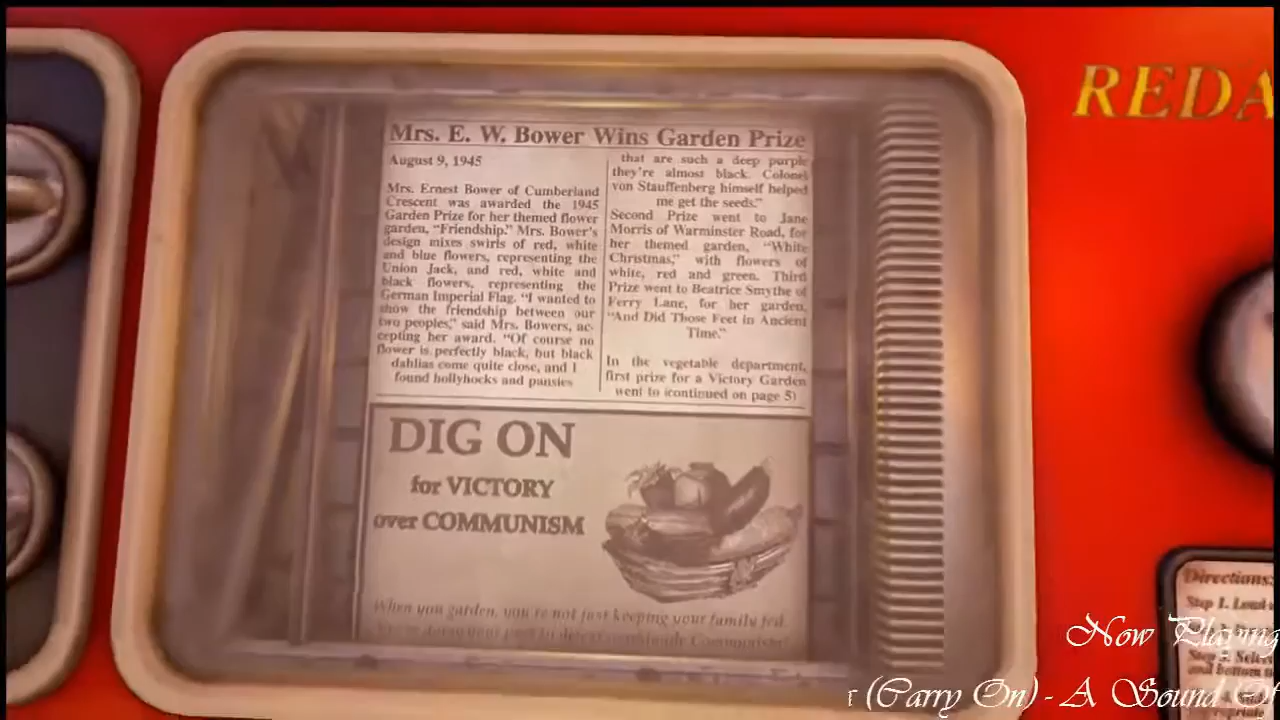 REDA
Mrs. E. W. Bower Wins Garden Prize
August 9, 1945
Mrs. Ernest Bower of Cumberland
Crescent was awarded the 1945
Garden Prize for her themed flower
garden, "Friendship." Mrs. Bower's
design mixes swirls of red, white
and blue flowers, representing the
Union Jack, and red, white and
black flowers, representing the
German Imperial Flag. "I wanted to
show the friendship between our
two peoples," said Mrs. Bowers, ac-
cepting her award. "Of course no
flower is perfectly black, but black
dahlias come quite close, and I
found hollyhocks and pansies
that are such a deep purple
they're almost black. Colonel
von Stauffenberg himself helped
me get the seeds."
Second Prize went to Jane
Morris of Warminster Road, for
her themed garden, "White
Christmas," with flowers of
white, red and green. Third
Prize went to Beatrice Smythe of
Ferry Lane, for her garden,
"And Did Those Feet in Ancient
Time."
In the vegetable department,
first prize for a Victory Garden
went to (continued on page 5)
DIG ON
for VICTORY
over COMMUNISM
When you garden, you're not just keeping your family fed.
Directions:
Step 1. Load
and bottom
Now Playing
r (Carry On) - A Sound Of